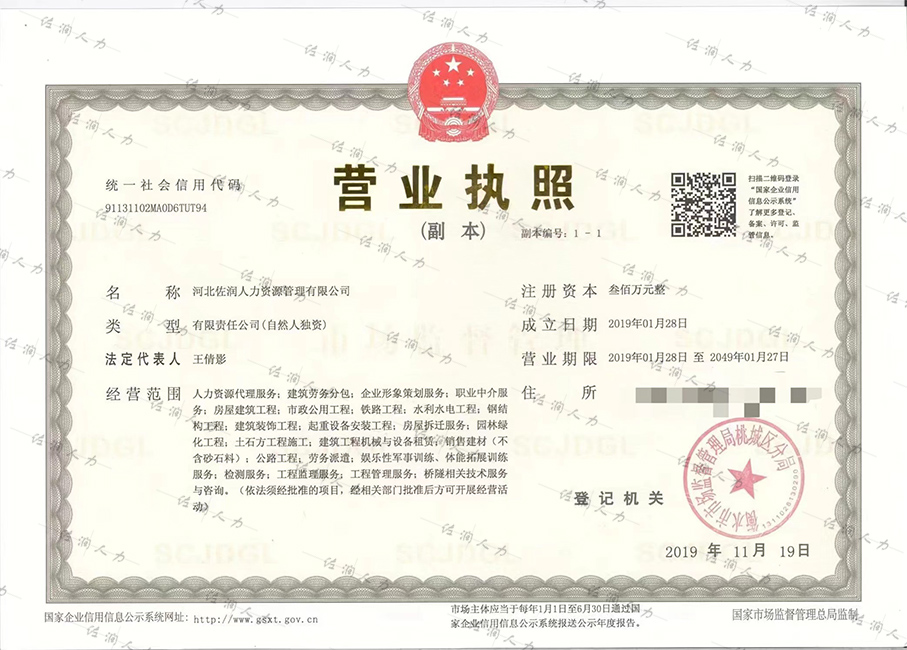 营业执照
(副 本)
副本编号: 1 - 1
统一社会信用代码
91131102MA0D6TUT94
扫描二维码登录
“国家企业信用
信息公示系统”
了解更多登记、
备案、许可、监
管信息。
名 称 河北佐润人力资源管理有限公司
类 型 有限责任公司(自然人独资)
法定代表人 王倩影
经营范围 人力资源代理服务; 建筑劳务分包; 企业形象策划服务; 职业中介服
务; 房屋建筑工程; 市政公用工程; 铁路工程; 水利水电工程; 钢结
构工程; 建筑装饰工程; 起重设备安装工程; 房屋拆迁服务; 园林绿
化工程; 土石方工程施工; 建筑工程机械与设备租赁; 销售建材 (不
含砂石料) ; 公路工程; 劳务派遣; 娱乐性军事训练、体能拓展训练
服务; 检测服务; 工程监理服务; 工程管理服务; 桥隧相关技术服务
与咨询。(依法须经批准的项目, 经相关部门批准后方可开展经营活
动)
注册资本 叁佰万元整
成立日期 2019年01月28日
营业期限 2019年01月28日 至 2049年01月27日
住 所
登记机关
衡水市市场监督管理局桃城区分局
2019 年 11月 19日
国家企业信用信息公示系统网址: http://www.gsxt.gov.cn
市场主体应当于每年1月1日至6月30日通过国
家企业信用信息公示系统报送公示年度报告。
国家市场监督管理总局监制
佐润人力
SCJDGL
市场监督管理